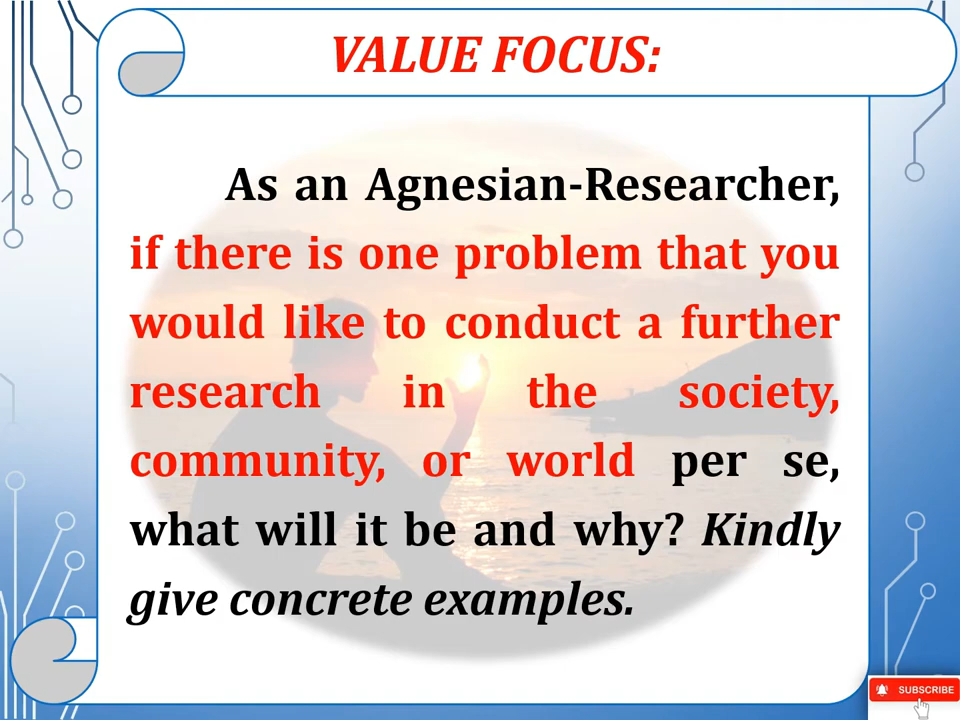 VALUE FOCUS:
As an Agnesian-Researcher,
if there is one problem that you
would like to conduct a further
research in the society,
community, or world per se,
what will it be and why? Kindly
give concrete examples.
SUBSCRIBE